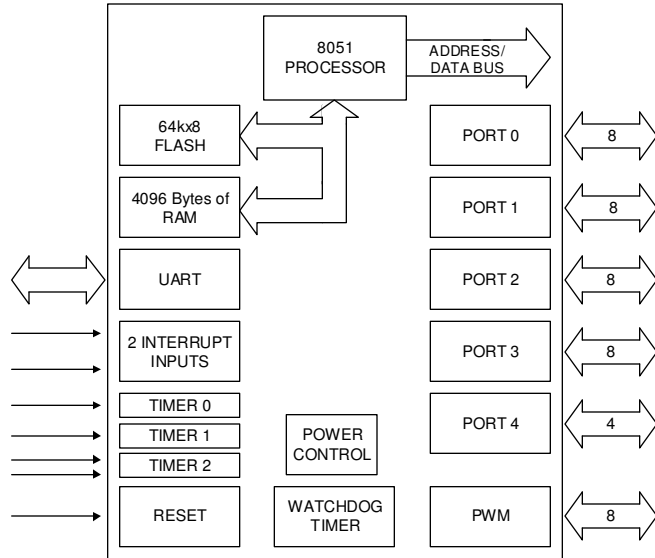 8051
PROCESSOR
ADDRESS/
DATA BUS
64kx8
FLASH
PORT 0
8
4096 Bytes of
RAM
PORT 1
8
UART
PORT 2
8
2 INTERRUPT
INPUTS
PORT 3
8
TIMER 0
TIMER 1
TIMER 2
POWER
CONTROL
PORT 4
4
RESET
WATCHDOG
TIMER
PWM
8